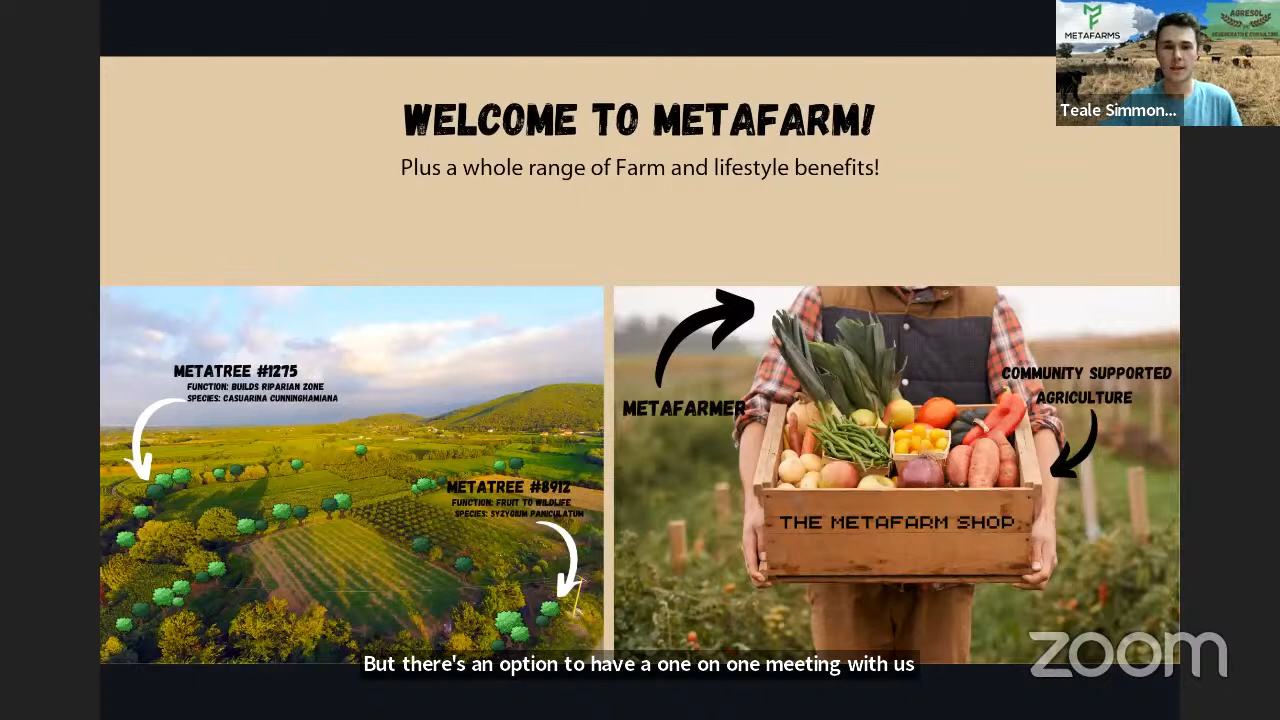 METAFARMS
AGRESOL
REGENERATIVE CONSULTING
Teale Simmon...
WELCOME TO METAFARM!
Plus a whole range of Farm and lifestyle benefits!
METATREE #1275
FUNCTION: BUILDS RIPARIAN ZONE
SPECIES: CASUARINA CUNNINGHAMIANA
METATREE #8912
FUNCTION: FRUIT TO WILDLIFE
SPECIES: SYZYGIUM PANICULATUM
METAFARMER
COMMUNITY SUPPORTED
AGRICULTURE
THE METAFARM SHOP
But there's an option to have a one on one meeting with us
zoom